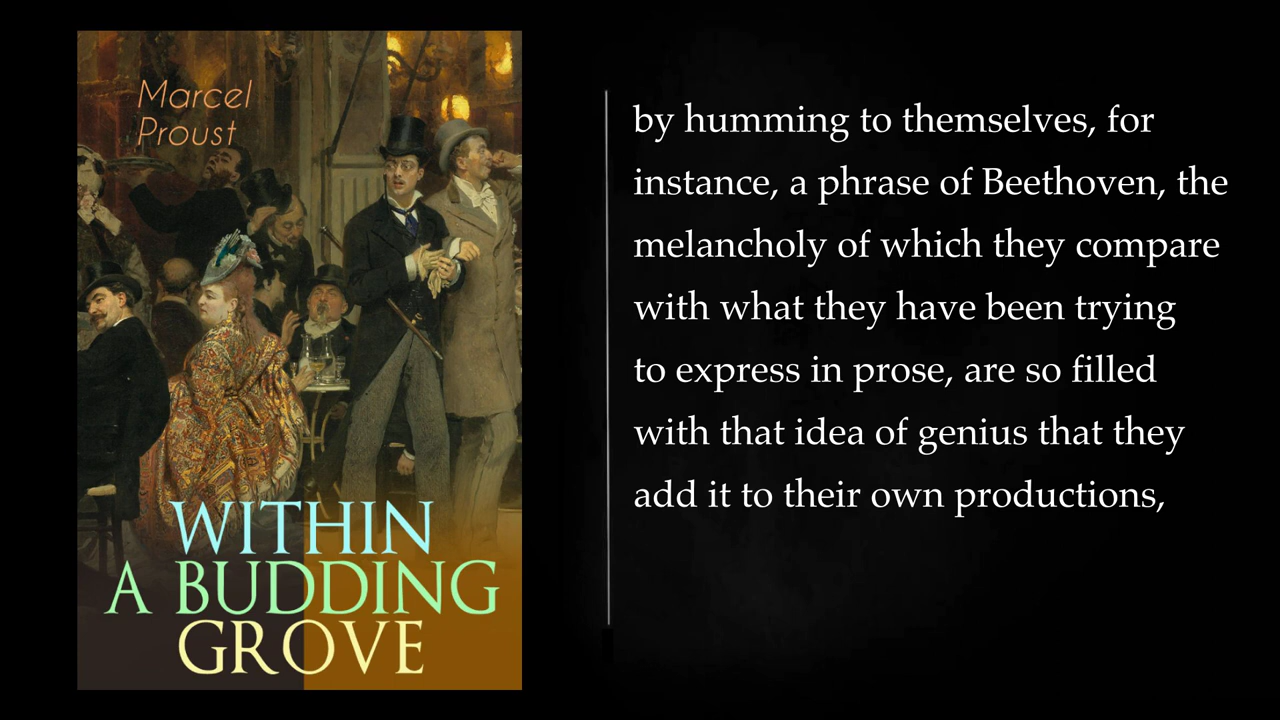 Marcel
Proust
WITHIN
A BUDDING
GROVE
by humming to themselves, for
instance, a phrase of Beethoven, the
melancholy of which they compare
with what they have been trying
to express in prose, are so filled
with that idea of genius that they
add it to their own productions,